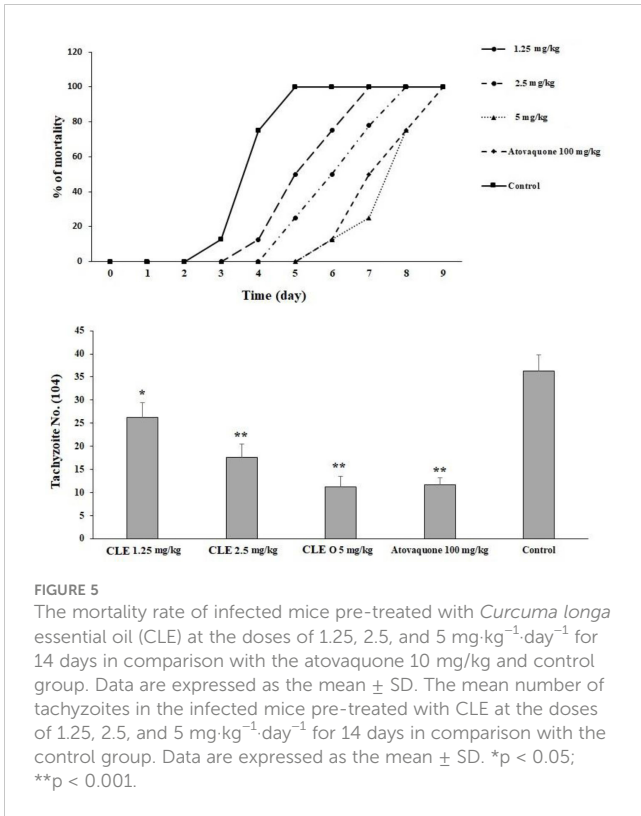 120
100
80
60
40
20
0
% of mortality
0 1 2 3 4 5 6 7 8 9
Time (day)
1.25 mg/kg
2.5 mg/kg
5 mg/kg
Atovaquone 100 mg/kg
Control
45
40
35
30
25
20
15
10
5
0
Tachyzoite No. (104)
*
**
**
**
CLE 1.25 mg/kg CLE 2.5 mg/kg CLE O 5 mg/kg Atovaquone 100 mg/kg Control
FIGURE 5
The mortality rate of infected mice pre-treated with Curcuma longa
essential oil (CLE) at the doses of 1.25, 2.5, and 5 mg·kg⁻¹·day⁻¹ for
14 days in comparison with the atovaquone 10 mg/kg and control
group. Data are expressed as the mean ± SD. The mean number of
tachyzoites in the infected mice pre-treated with CLE at the doses
of 1.25, 2.5, and 5 mg·kg⁻¹·day⁻¹ for 14 days in comparison with the
control group. Data are expressed as the mean ± SD. *p < 0.05;
**p < 0.001.